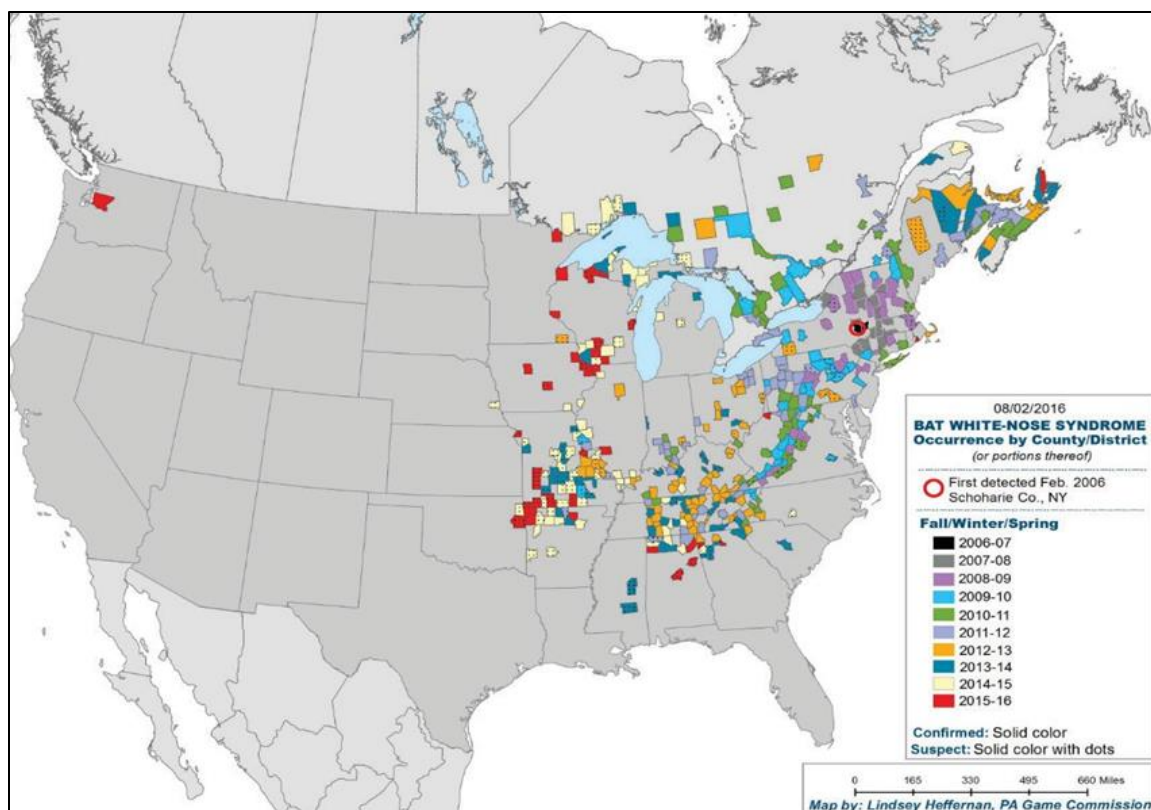 08/02/2016
BAT WHITE-NOSE SYNDROME
Occurrence by County/District
(or portions thereof)
First detected Feb. 2006
Schoharie Co., NY
Fall/Winter/Spring
2006-07
2007-08
2008-09
2009-10
2010-11
2011-12
2012-13
2013-14
2014-15
2015-16
Confirmed: Solid color
Suspect: Solid color with dots
0 165 330 495 660 Miles
Map by: Lindsey Heffernan, PA Game Commission